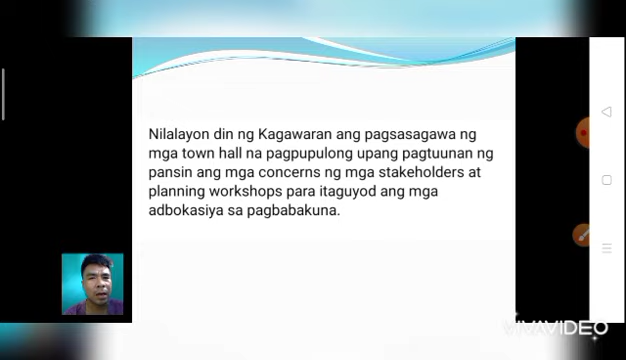 Nilalayon din ng Kagawaran ang pagsasagawa ng
mga town hall na pagpupulong upang pagtuunan ng
pansin ang mga concerns ng mga stakeholders at
planning workshops para itaguyod ang mga
adbokasiya sa pagbabakuna.
VIVAVIDEO